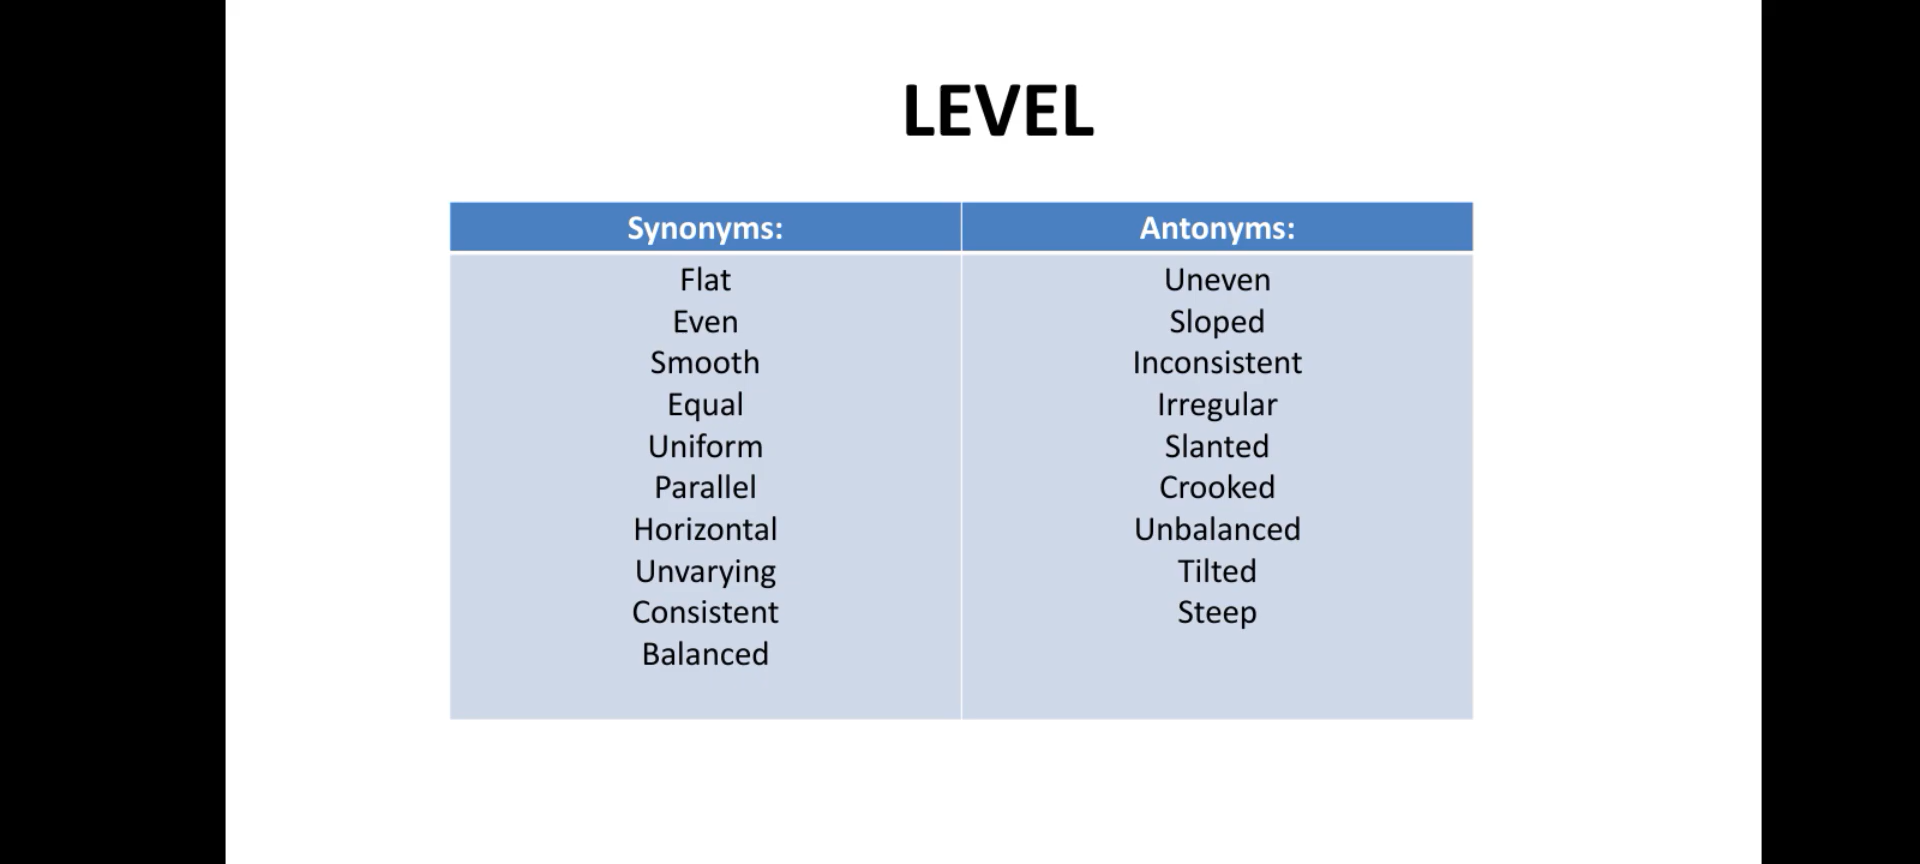 LEVEL
Synonyms:
Antonyms:
Flat
Even
Smooth
Equal
Uniform
Parallel
Horizontal
Unvarying
Consistent
Balanced
Uneven
Sloped
Inconsistent
Irregular
Slanted
Crooked
Unbalanced
Tilted
Steep